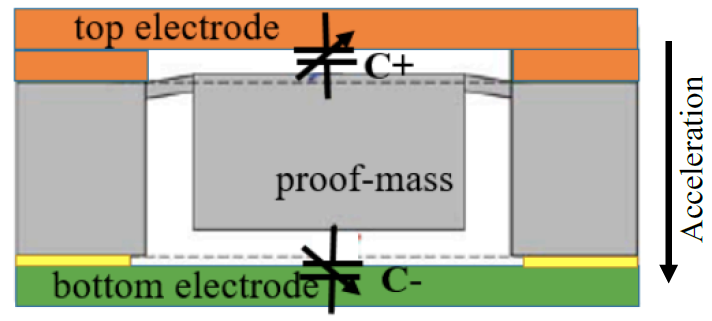 top electrode
C+
proof-mass
Acceleration
bottom electrode
C-